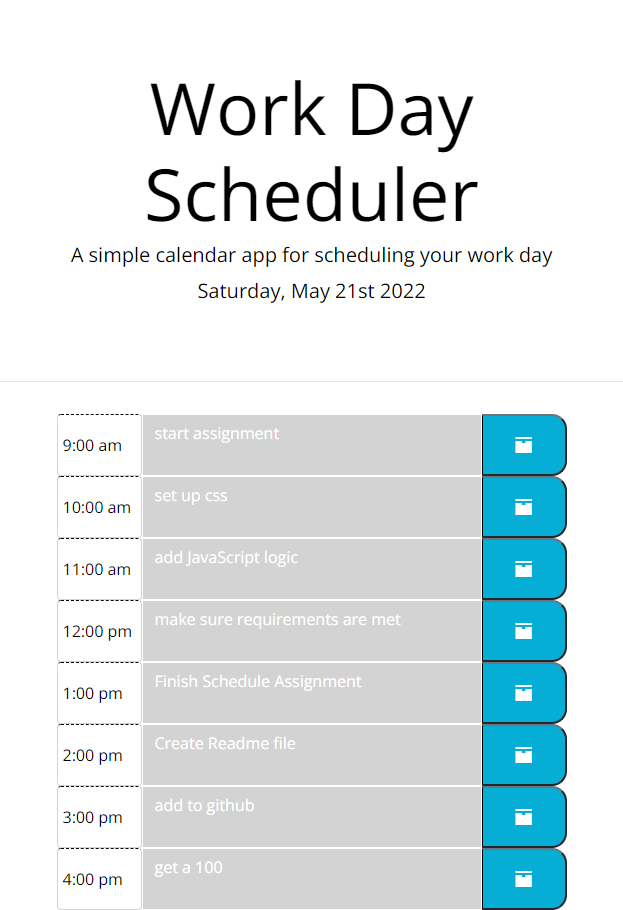 Work Day
Scheduler
A simple calendar app for scheduling your work day
Saturday, May 21st 2022
9:00 am start assignment
10:00 am set up css
11:00 am add JavaScript logic
12:00 pm make sure requirements are met
1:00 pm Finish Schedule Assignment
2:00 pm Create Readme file
3:00 pm add to github
4:00 pm get a 100